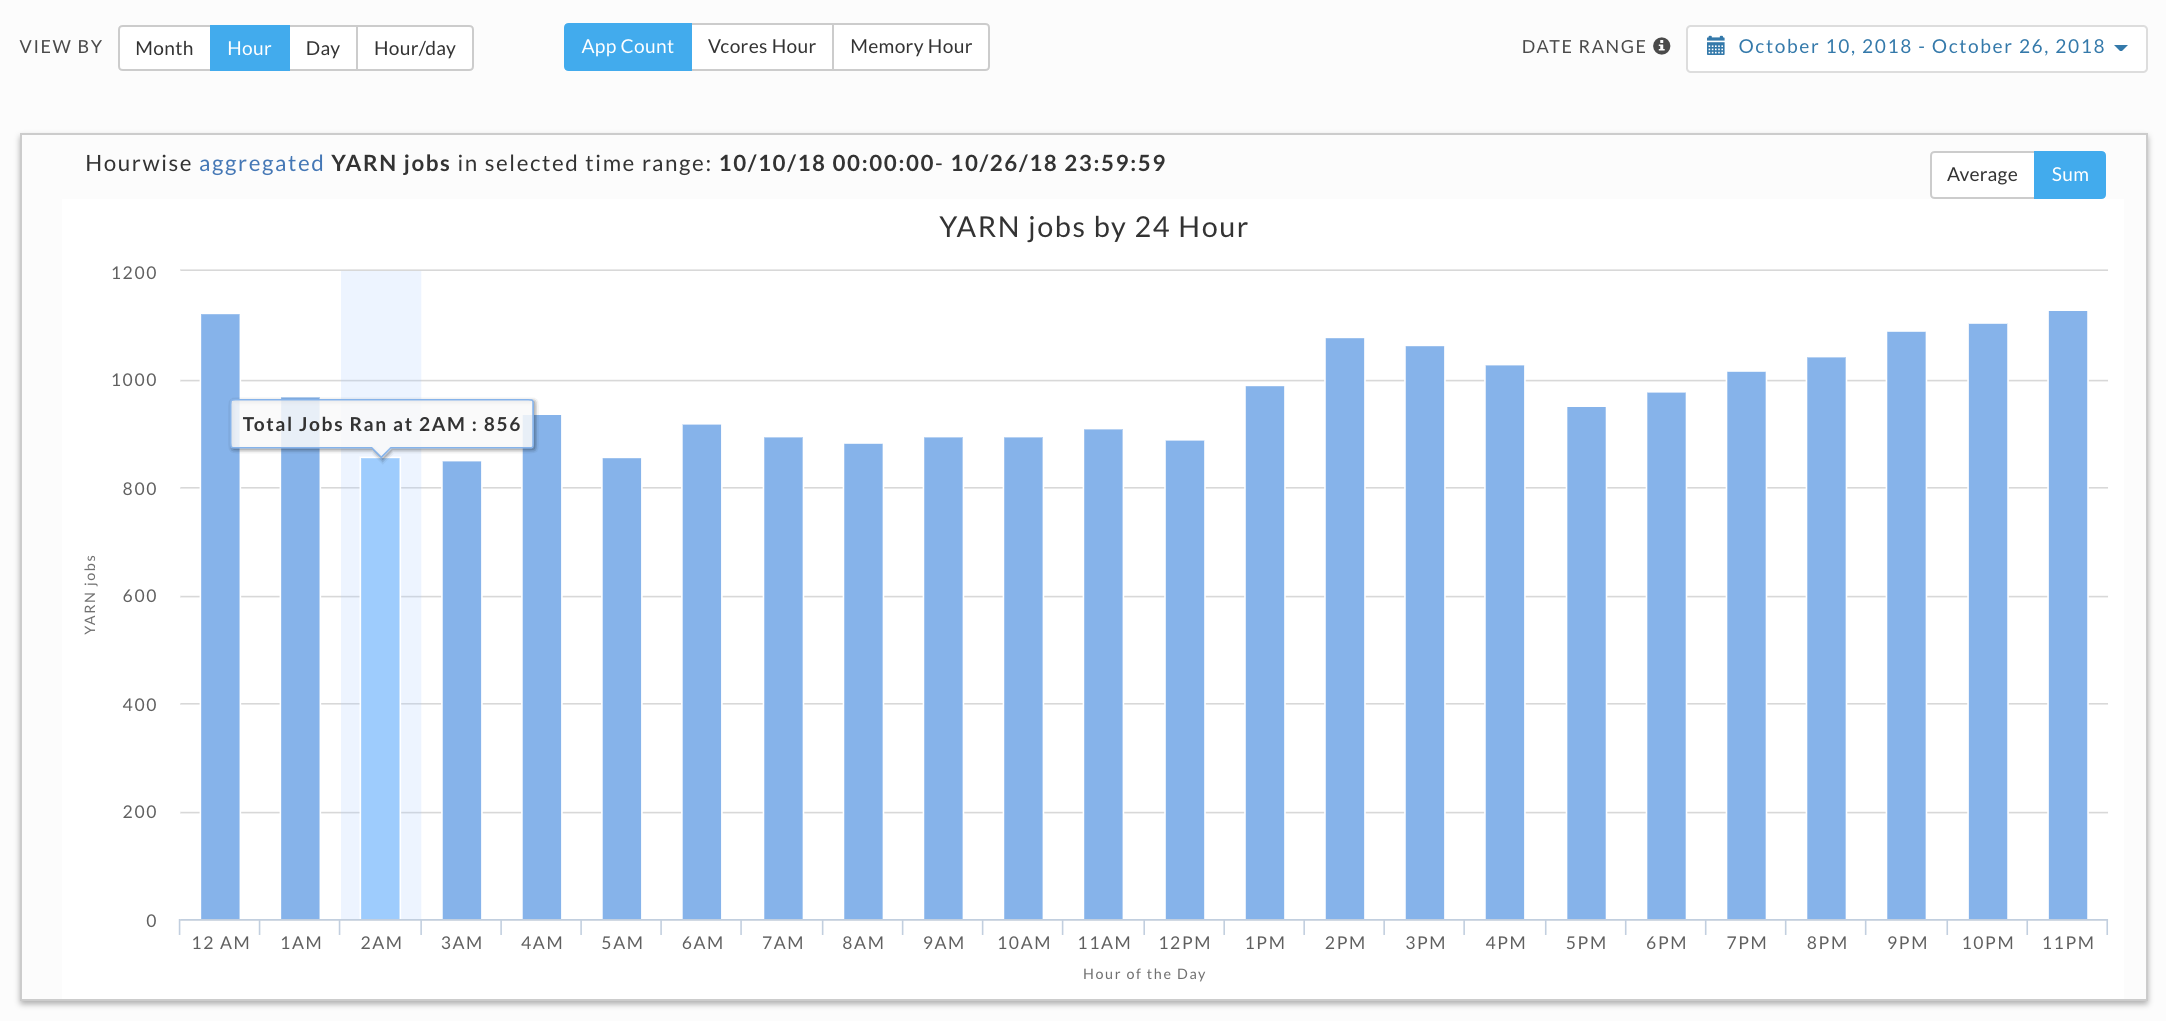 VIEW BY Month Hour Day Hour/day App Count Vcores Hour Memory Hour DATE RANGE October 10, 2018 - October 26, 2018
Hourwise aggregated YARN jobs in selected time range: 10/10/18 00:00:00- 10/26/18 23:59:59
Average Sum
YARN jobs by 24 Hour
1200
1000
Total Jobs Ran at 2AM : 856
800
600
400
200
0
YARN jobs
12 AM 1AM 2AM 3AM 4AM 5AM 6AM 7AM 8AM 9AM 10AM 11AM 12PM 1PM 2PM 3PM 4PM 5PM 6PM 7PM 8PM 9PM 10PM 11PM
Hour of the Day